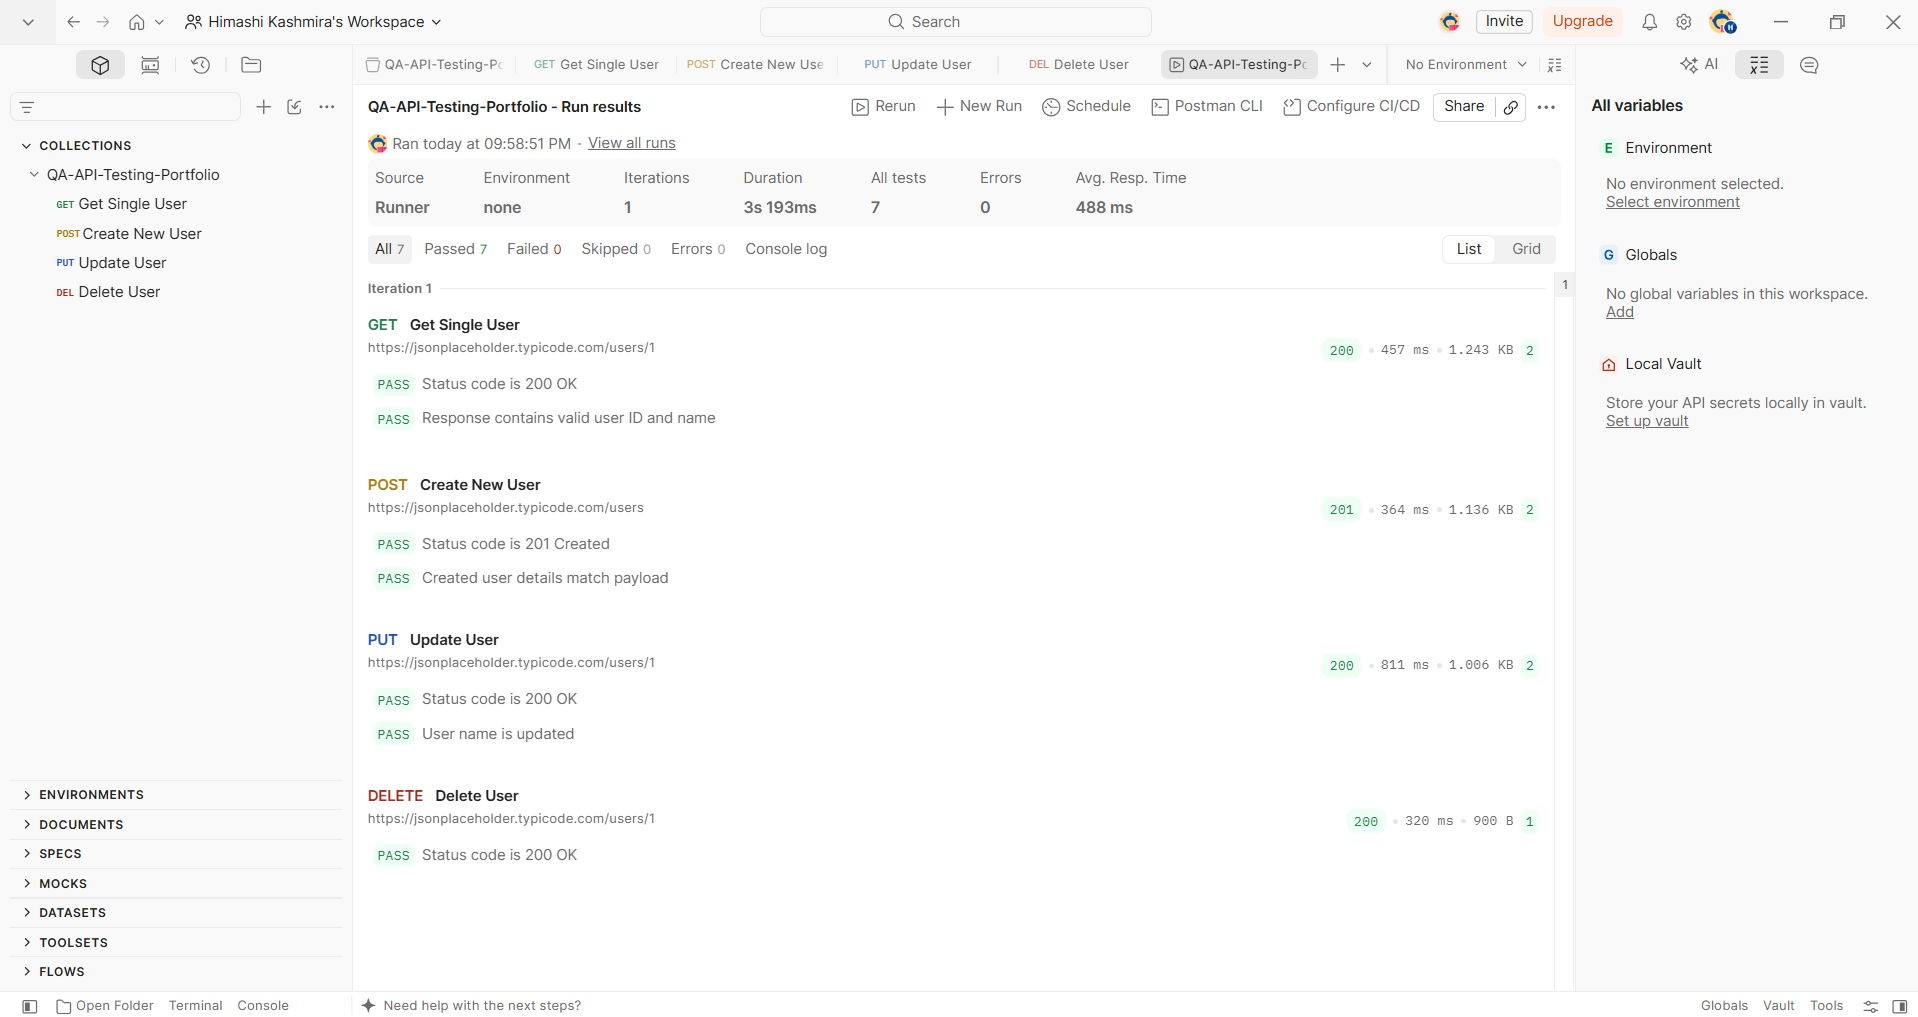 Himashi Kashmira's Workspace
Search
Invite
Upgrade
H
QA-API-Testing-Pc
GET Get Single User
POST Create New Use
PUT Update User
DEL Delete User
QA-API-Testing-Pc
No Environment
AI
COLLECTIONS
QA-API-Testing-Portfolio
GET Get Single User
POST Create New User
PUT Update User
DEL Delete User
ENVIRONMENTS
DOCUMENTS
SPECS
MOCKS
DATASETS
TOOLSETS
FLOWS
QA-API-Testing-Portfolio - Run results
Rerun
New Run
Schedule
Postman CLI
Configure CI/CD
Share
Ran today at 09:58:51 PM · View all runs
Source Environment Iterations Duration All tests Errors Avg. Resp. Time
Runner none 1 3s 193ms 7 0 488 ms
All 7 Passed 7 Failed 0 Skipped 0 Errors 0 Console log
List Grid
Iteration 1
1
GET Get Single User
https://jsonplaceholder.typicode.com/users/1
200 • 457 ms • 1.243 KB 2
PASS Status code is 200 OK
PASS Response contains valid user ID and name
POST Create New User
https://jsonplaceholder.typicode.com/users
201 • 364 ms • 1.136 KB 2
PASS Status code is 201 Created
PASS Created user details match payload
PUT Update User
https://jsonplaceholder.typicode.com/users/1
200 • 811 ms • 1.006 KB 2
PASS Status code is 200 OK
PASS User name is updated
DELETE Delete User
https://jsonplaceholder.typicode.com/users/1
200 • 320 ms • 900 B 1
PASS Status code is 200 OK
All variables
E Environment
No environment selected.
Select environment
G Globals
No global variables in this workspace.
Add
Local Vault
Store your API secrets locally in vault.
Set up vault
Open Folder
Terminal
Console
Need help with the next steps?
Globals
Vault
Tools